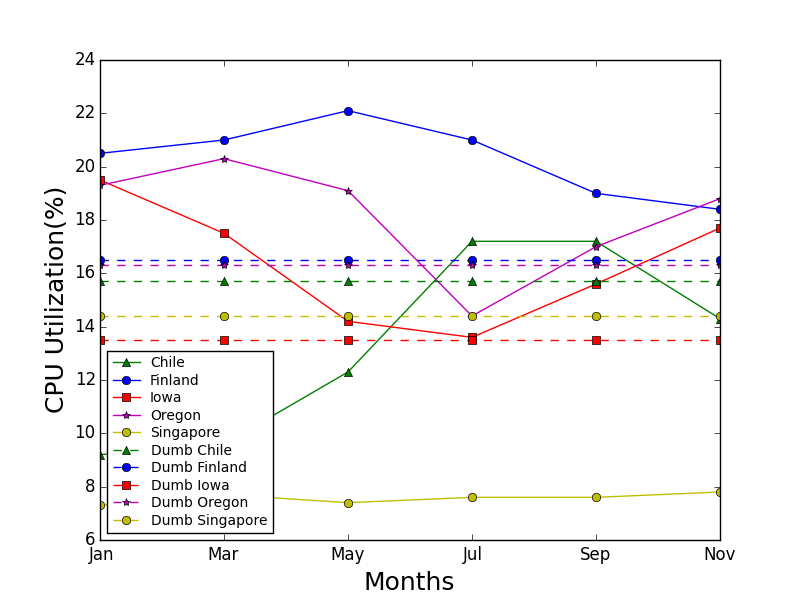 24
22
20
18
16
14
12
10
8
6
CPU Utilization(%)
Chile
Finland
Iowa
Oregon
Singapore
Dumb Chile
Dumb Finland
Dumb Iowa
Dumb Oregon
Dumb Singapore
Jan Mar May Jul Sep Nov
Months